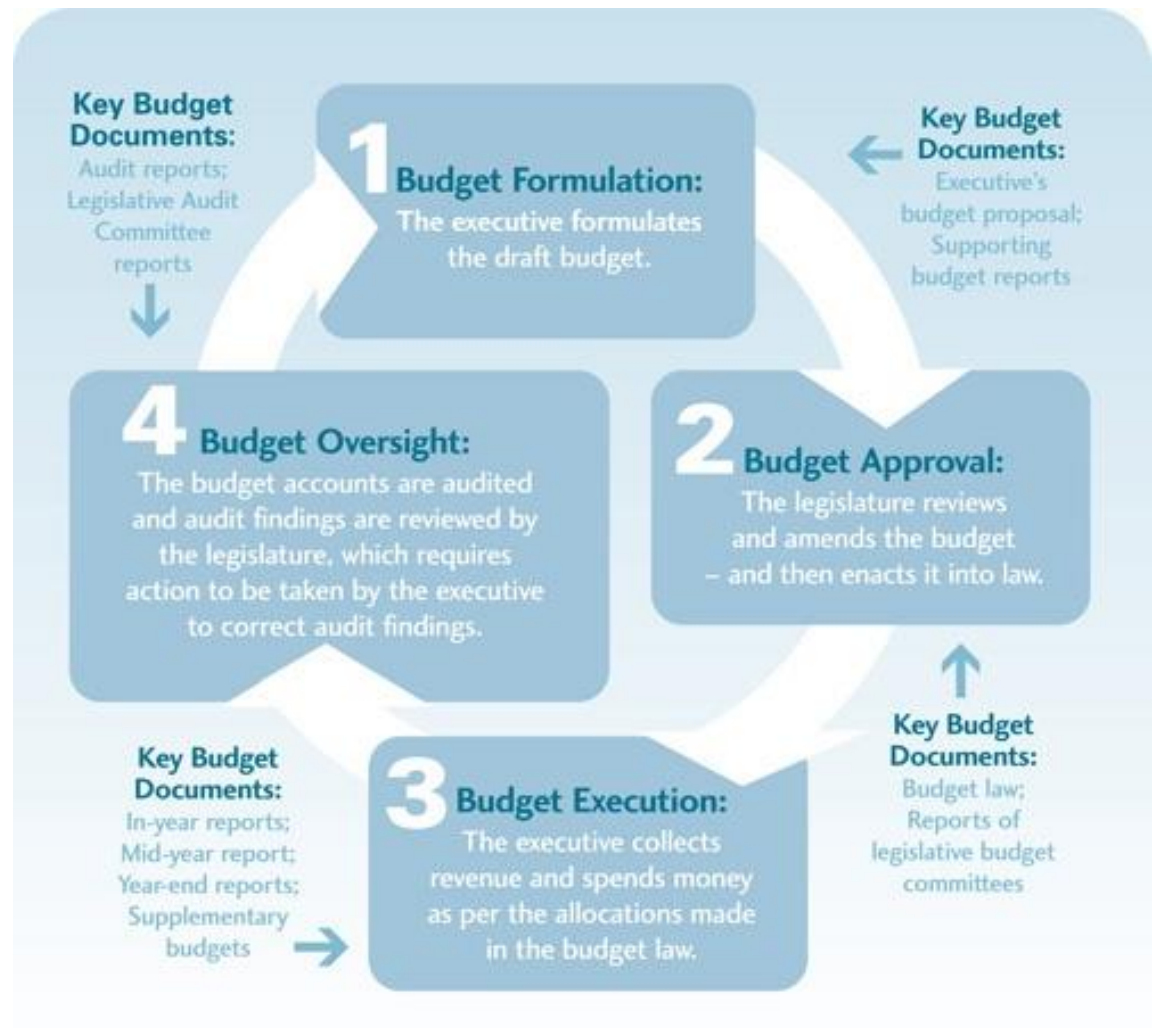 Key Budget
Documents:
Audit reports;
Legislative Audit
Committee
reports
1
Budget Formulation:
The executive formulates
the draft budget.
Key Budget
Documents:
Executive's
budget proposal;
Supporting
budget reports
2
Budget Approval:
The legislature reviews
and amends the budget
– and then enacts it into law.
Key Budget
Documents:
Budget law;
Reports of
legislative budget
committees
3
Budget Execution:
The executive collects
revenue and spends money
as per the allocations made
in the budget law.
Key Budget
Documents:
In-year reports;
Mid-year report;
Year-end reports;
Supplementary
budgets
4
Budget Oversight:
The budget accounts are audited
and audit findings are reviewed by
the legislature, which requires
action to be taken by the executive
to correct audit findings.